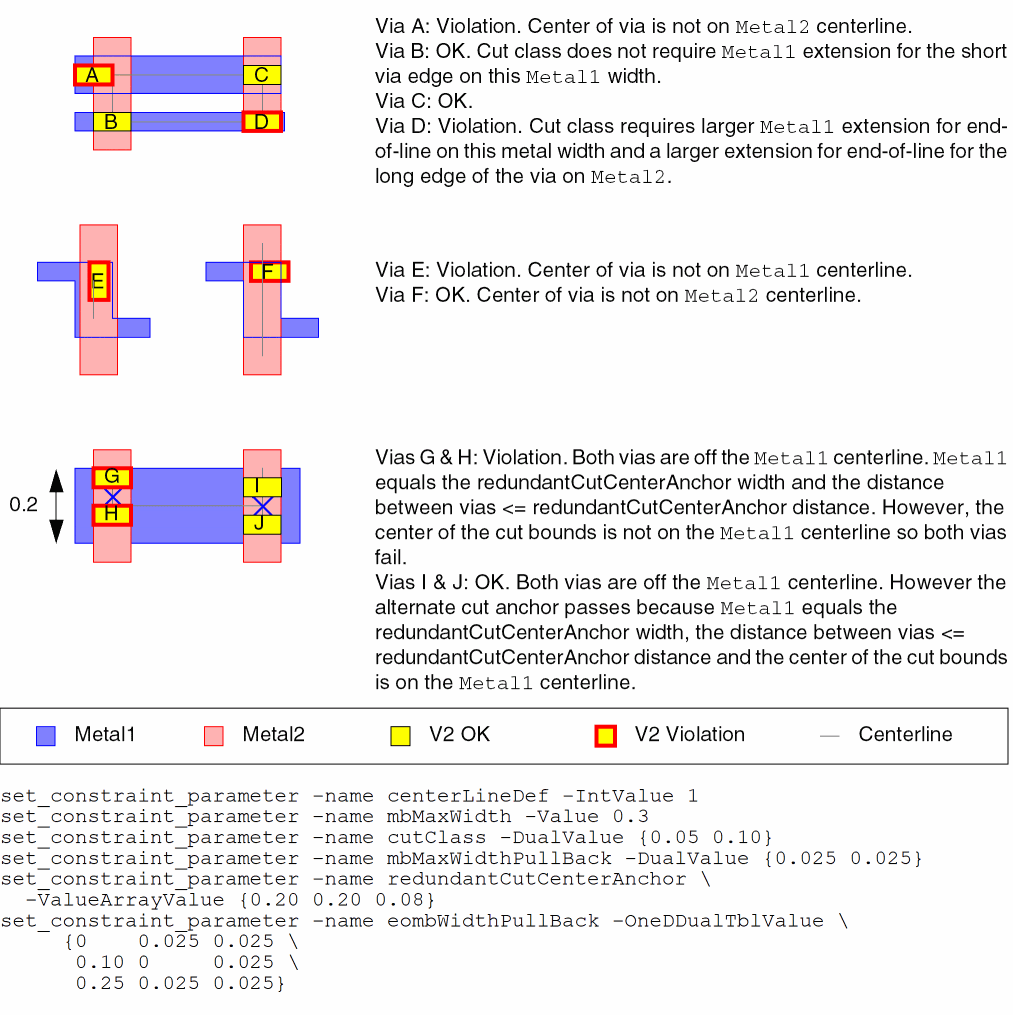 Via A: Violation. Center of via is not on Metal2 centerline.
Via B: OK. Cut class does not require Metal1 extension for the short
via edge on this Metal1 width.
Via C: OK.
Via D: Violation. Cut class requires larger Metal1 extension for end-
of-line on this metal width and a larger extension for end-of-line for the
long edge of the via on Metal2.
A
C
B
D
Via E: Violation. Center of via is not on Metal1 centerline.
Via F: OK. Center of via is not on Metal2 centerline.
E
F
Vias G & H: Violation. Both vias are off the Metal1 centerline. Metal1
equals the redundantCutCenterAnchor width and the distance
between vias <= redundantCutCenterAnchor distance. However, the
center of the cut bounds is not on the Metal1 centerline so both vias
fail.
Vias I & J: OK. Both vias are off the Metal1 centerline. However the
alternate cut anchor passes because Metal1 equals the
redundantCutCenterAnchor width, the distance between vias <=
redundantCutCenterAnchor distance and the center of the cut bounds
is on the Metal1 centerline.
0.2
G
H
I
J
Metal1 Metal2 V2 OK V2 Violation Centerline
set_constraint_parameter -name centerLineDef -IntValue 1
set_constraint_parameter -name mbMaxWidth -Value 0.3
set_constraint_parameter -name cutClass -DualValue {0.05 0.10}
set_constraint_parameter -name mbMaxWidthPullBack -DualValue {0.025 0.025}
set_constraint_parameter -name redundantCutCenterAnchor \
-ValueArrayValue {0.20 0.20 0.08}
set_constraint_parameter -name eombWidthPullBack -OneDDualTblValue \
{0 0.025 0.025 \
0.10 0 0.025 \
0.25 0.025 0.025}